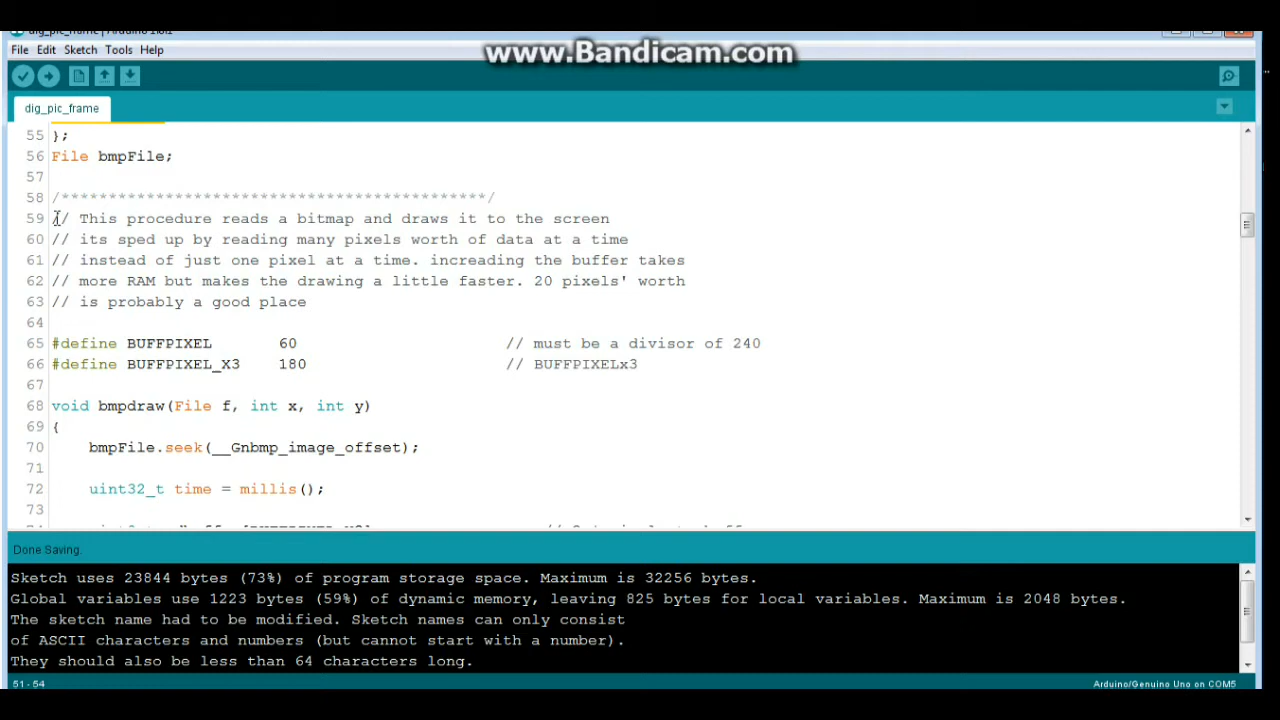 dig_pic_frame | Arduino 1.8.2
www.Bandicam.com
File Edit Sketch Tools Help
dig_pic_frame
55 };
56 File bmpFile;
57
58 /*********************************************/
59 // This procedure reads a bitmap and draws it to the screen
60 // its sped up by reading many pixels worth of data at a time
61 // instead of just one pixel at a time. increading the buffer takes
62 // more RAM but makes the drawing a little faster. 20 pixels' worth
63 // is probably a good place
64
65 #define BUFFPIXEL 60 // must be a divisor of 240
66 #define BUFFPIXEL_X3 180 // BUFFPIXELx3
67
68 void bmpdraw(File f, int x, int y)
69 {
70 bmpFile.seek(__Gnbmp_image_offset);
71
72 uint32_t time = millis();
73
Done Saving.
Sketch uses 23844 bytes (73%) of program storage space. Maximum is 32256 bytes.
Global variables use 1223 bytes (59%) of dynamic memory, leaving 825 bytes for local variables. Maximum is 2048 bytes.
The sketch name had to be modified. Sketch names can only consist
of ASCII characters and numbers (but cannot start with a number).
They should also be less than 64 characters long.
51 - 54
Arduino/Genuino Uno on COM5